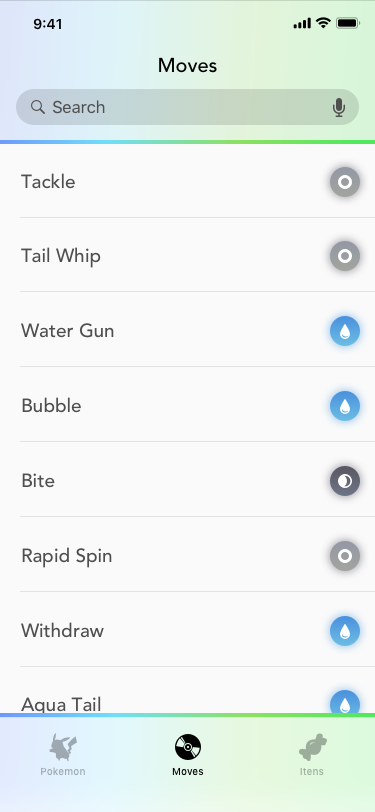 9:41
Moves
Search
Tackle
Tail Whip
Water Gun
Bubble
Bite
Rapid Spin
Withdraw
Aqua Tail
Pokemon
Moves
Itens